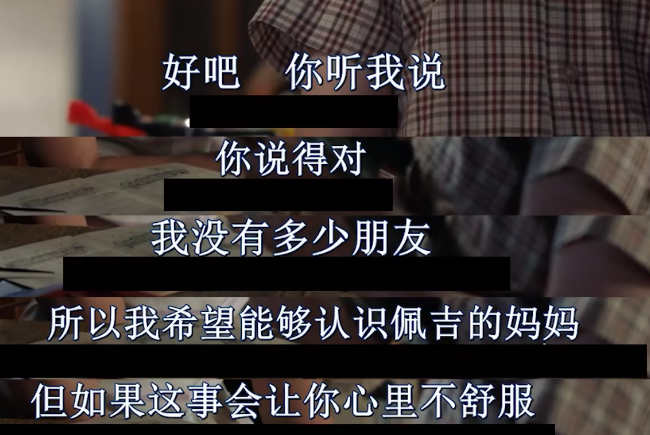 好吧 你听我说
你说得对
我没有多少朋友
所以我希望能够认识佩吉的妈妈
但如果这事会让你心里不舒服